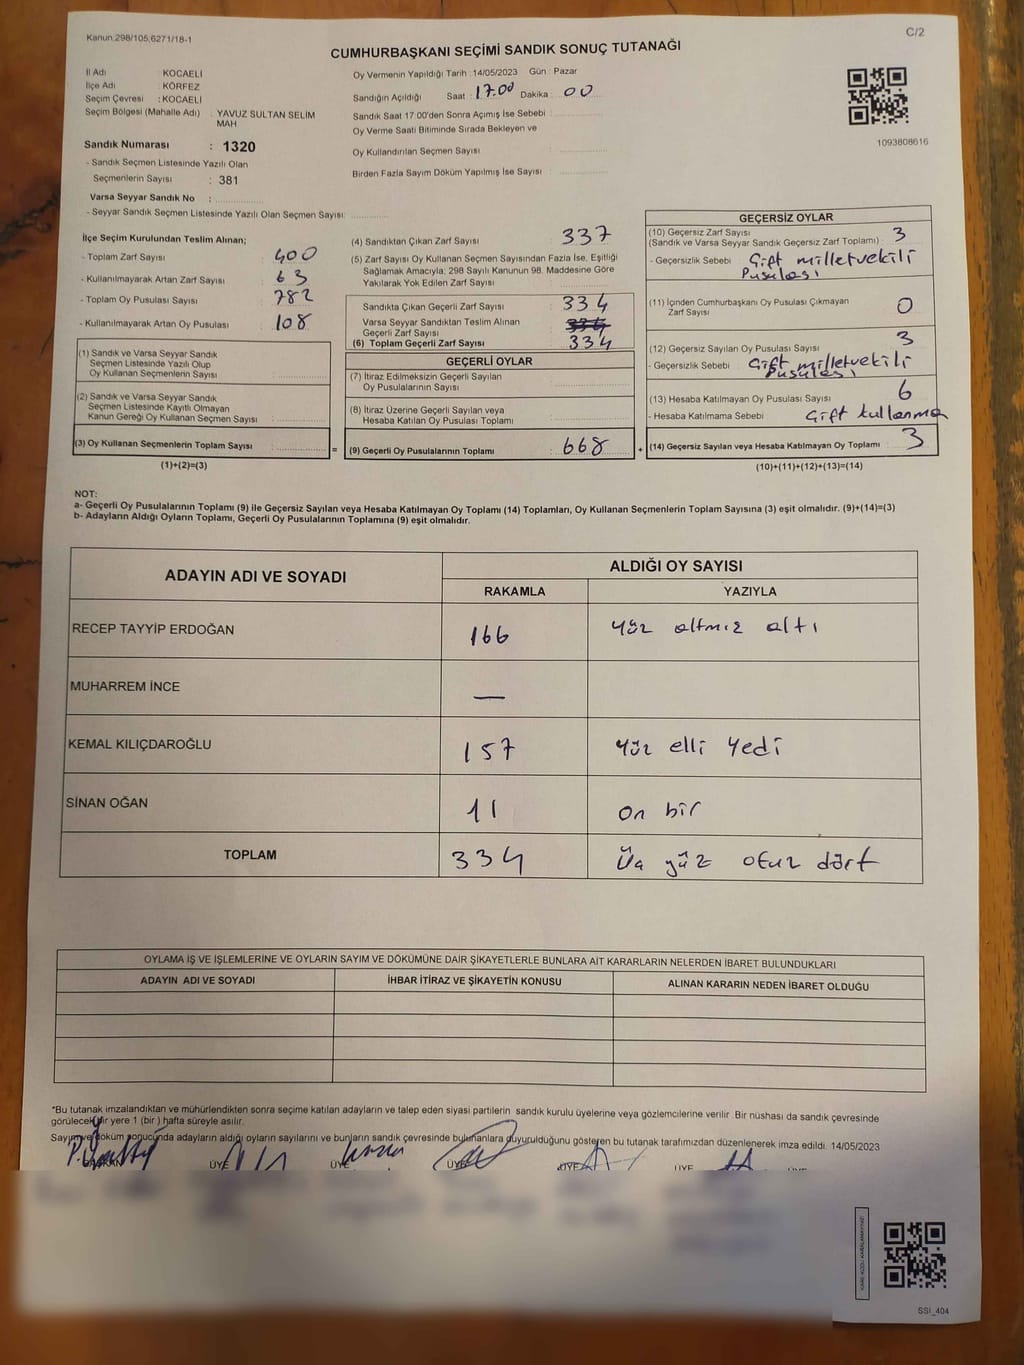 Kanun 298/105,6271/18-1
C/2
CUMHURBAŞKANI SEÇİMİ SANDIK SONUÇ TUTANAĞI
İl Adı KOCAELİ
İlçe Adı : KÖRFEZ
Seçim Çevresi : KOCAELİ
Seçim Bölgesi (Mahalle Adı) : YAVUZ SULTAN SELİM
MAH
Sandık Numarası : 1320
- Sandık Seçmen Listesinde Yazılı Olan
Seçmenlerin Sayısı : 381
Varsa Seyyar Sandık No :
- Seyyar Sandık Seçmen Listesinde Yazılı Olan Seçmen Sayısı:
Oy Vermenin Yapıldığı Tarih : 14/05/2023 Gün : Pazar
Sandığın Açıldığı Saat : 17.00 Dakika : 00
Sandık Saat 17 00'den Sonra Açımış İse Sebebi :
Oy Verme Saati Bitiminde Sırada Bekleyen ve
Oy Kullandırılan Seçmen Sayısı
Birden Fazla Sayım Döküm Yapılmış İse Sayısı :
1093808616
İlçe Seçim Kurulundan Teslim Alınan;
- Toplam Zarf Sayısı : 400
- Kullanılmayarak Artan Zarf Sayısı : 63
- Toplam Oy Pusulası Sayısı : 782
- Kullanılmayarak Artan Oy Pusulası : 108
(1) Sandık ve Varsa Seyyar Sandık
Seçmen Listesinde Yazılı Olup
Oy Kullanan Seçmenlerin Sayısı :
(2) Sandık ve Varsa Seyyar Sandık
Seçmen Listesinde Kayıtlı Olmayan
Kanun Gereği Oy Kullanan Seçmen Sayısı :
(3) Oy Kullanan Seçmenlerin Toplam Sayısı :
(1)+(2)=(3)
(4) Sandıktan Çıkan Zarf Sayısı : 337
(5) Zarf Sayısı Oy Kullanan Seçmen Sayısından Fazla İse, Eşitliği
Sağlamak Amacıyla; 298 Sayılı Kanunun 98. Maddesine Göre
Yakılarak Yok Edilen Zarf Sayısı :
Sandıkta Çıkan Geçerli Zarf Sayısı : 334
Varsa Seyyar Sandıktan Teslim Alınan
Geçerli Zarf Sayısı : 334
(6) Toplam Geçerli Zarf Sayısı : 334
GEÇERLİ OYLAR
(7) İtiraz Edilmeksizin Geçerli Sayılan
Oy Pusulalarının Sayısı :
(8) İtiraz Üzerine Geçerli Sayılan veya
Hesaba Katılan Oy Pusulası Toplamı :
(9) Geçerli Oy Pusulalarının Toplamı : 668
=
+
GEÇERSİZ OYLAR
(10) Geçersiz Zarf Sayısı
(Sandık ve Varsa Seyyar Sandık Geçersiz Zarf Toplamı) : 3
- Geçersizlik Sebebi : Çift milletvekili
Pusulası
(11) İçinden Cumhurbaşkanı Oy Pusulası Çıkmayan
Zarf Sayısı : 0
(12) Geçersiz Sayılan Oy Pusulası Sayısı : 3
- Geçersizlik Sebebi : Çift milletvekili
Pusulası
(13) Hesaba Katılmayan Oy Pusulası Sayısı : 6
- Hesaba Katılmama Sebebi : Çift kullanma
(14) Geçersiz Sayılan veya Hesaba Katılmayan Oy Toplamı : 3
(10)+(11)+(12)+(13)=(14)
NOT:
a- Geçerli Oy Pusulalarının Toplamı (9) ile Geçersiz Sayılan veya Hesaba Katılmayan Oy Toplamı (14) Toplamları, Oy Kullanan Seçmenlerin Toplam Sayısına (3) eşit olmalıdır. (9)+(14)=(3)
b- Adayların Aldığı Oyların Toplamı, Geçerli Oy Pusulalarının Toplamına (9) eşit olmalıdır.
ADAYIN ADI VE SOYADI
ALDIĞI OY SAYISI
RAKAMLA YAZIYLA
RECEP TAYYİP ERDOĞAN 166 Yüz altmız altı
MUHARREM İNCE —
KEMAL KILIÇDAROĞLU 157 Yüz elli Yedi
SİNAN OĞAN 11 On bir
TOPLAM 334 Üç yüz otuz dört
OYLAMA İŞ VE İŞLEMLERİNE VE OYLARIN SAYIM VE DÖKÜMÜNE DAİR ŞİKAYETLERLE BUNLARA AİT KARARLARIN NELERDEN İBARET BULUNDUKLARI
ADAYIN ADI VE SOYADI İHBAR İTİRAZ VE ŞİKAYETİN KONUSU ALINAN KARARIN NEDEN İBARET OLDUĞU
*Bu tutanak imzalandıktan ve mühürlendikten sonra seçime katılan adayların ve talep eden siyasi partilerin sandık kurulu üyelerine veya gözlemcilerine verilir. Bir nüshası da sandık çevresinde
görülecek bir yere 1 (bir) hafta süreyle asılır.
Sayım ve döküm sonucunda adayların aldığı oyların sayılarını ve bunların sandık çevresinde bulunanlara duyurulduğunu gösteren bu tutanak tarafımızdan düzenlenerek imza edildi. 14/05/2023
BAŞKAN ÜYE ÜYE ÜYE ÜYE ÜYE ÜYE
SSI_404